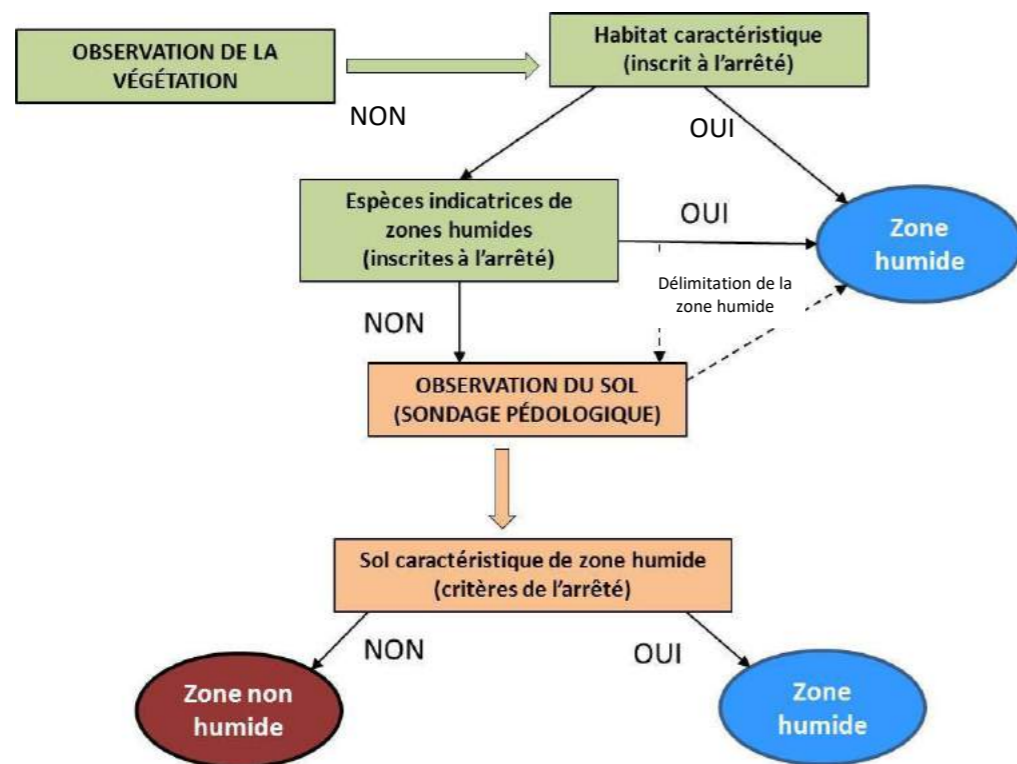 OBSERVATION DE LA
VÉGÉTATION
Habitat caractéristique
(inscrit à l'arrêté)
NON
OUI
Espèces indicatrices de
zones humides
(inscrites à l'arrêté)
OUI
Zone
humide
Délimitation de la
zone humide
NON
OBSERVATION DU SOL
(SONDAGE PÉDOLOGIQUE)
Sol caractéristique de zone humide
(critères de l'arrêté)
NON
OUI
Zone non
humide
Zone
humide